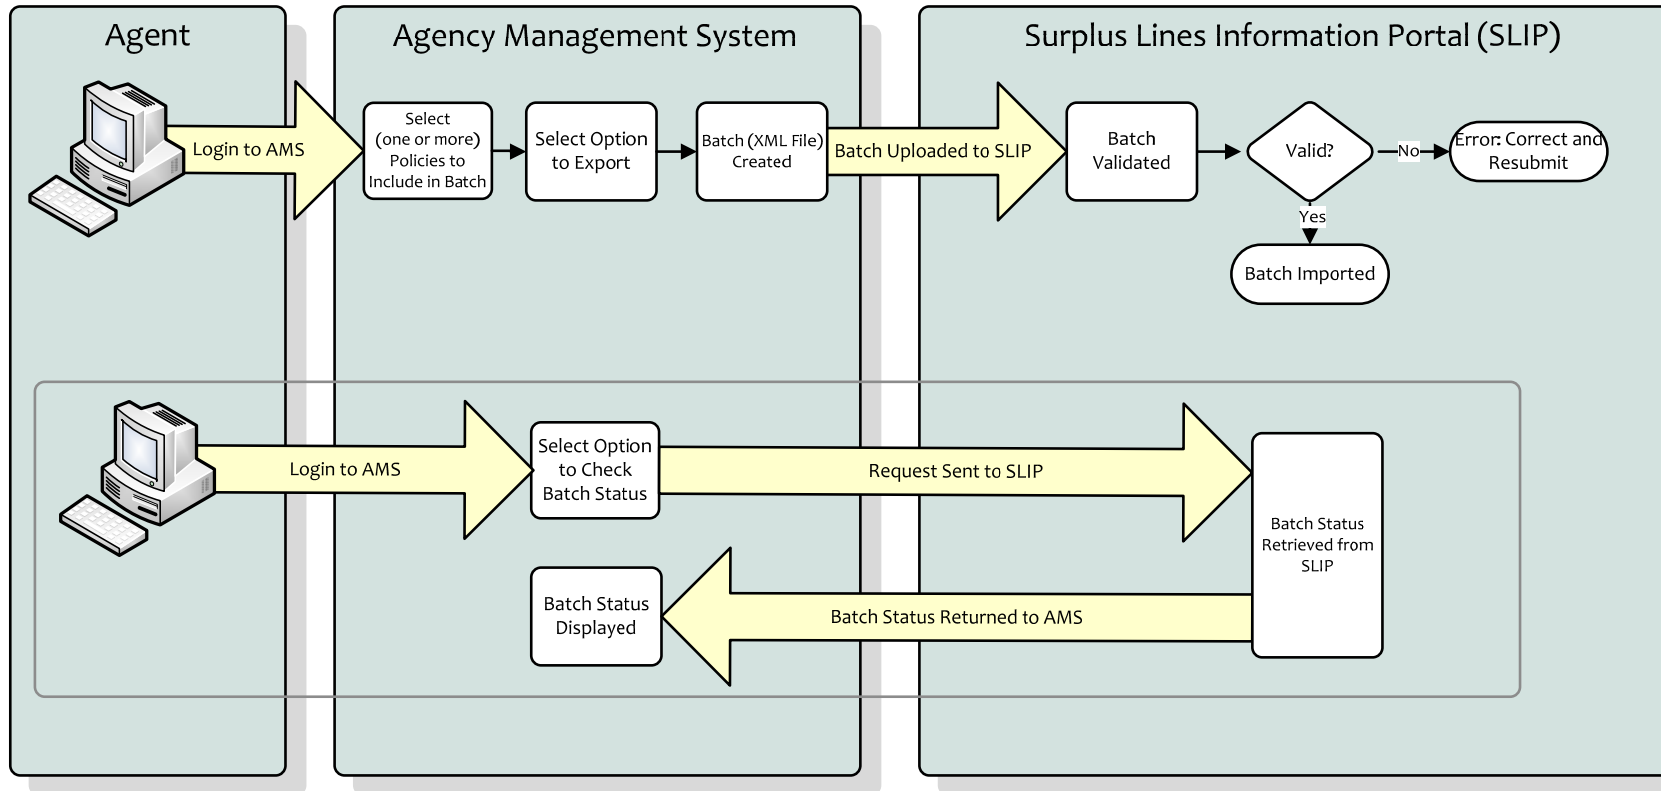 Agent
Agency Management System
Surplus Lines Information Portal (SLIP)
Login to AMS
Select
(one or more)
Policies to
Include in Batch
Select Option
to Export
Batch (XML File)
Created
Batch Uploaded to SLIP
Batch
Validated
Valid?
No
Error: Correct and
Resubmit
Yes
Batch Imported
Login to AMS
Select Option
to Check
Batch Status
Request Sent to SLIP
Batch Status
Retrieved from
SLIP
Batch Status
Displayed
Batch Status Returned to AMS